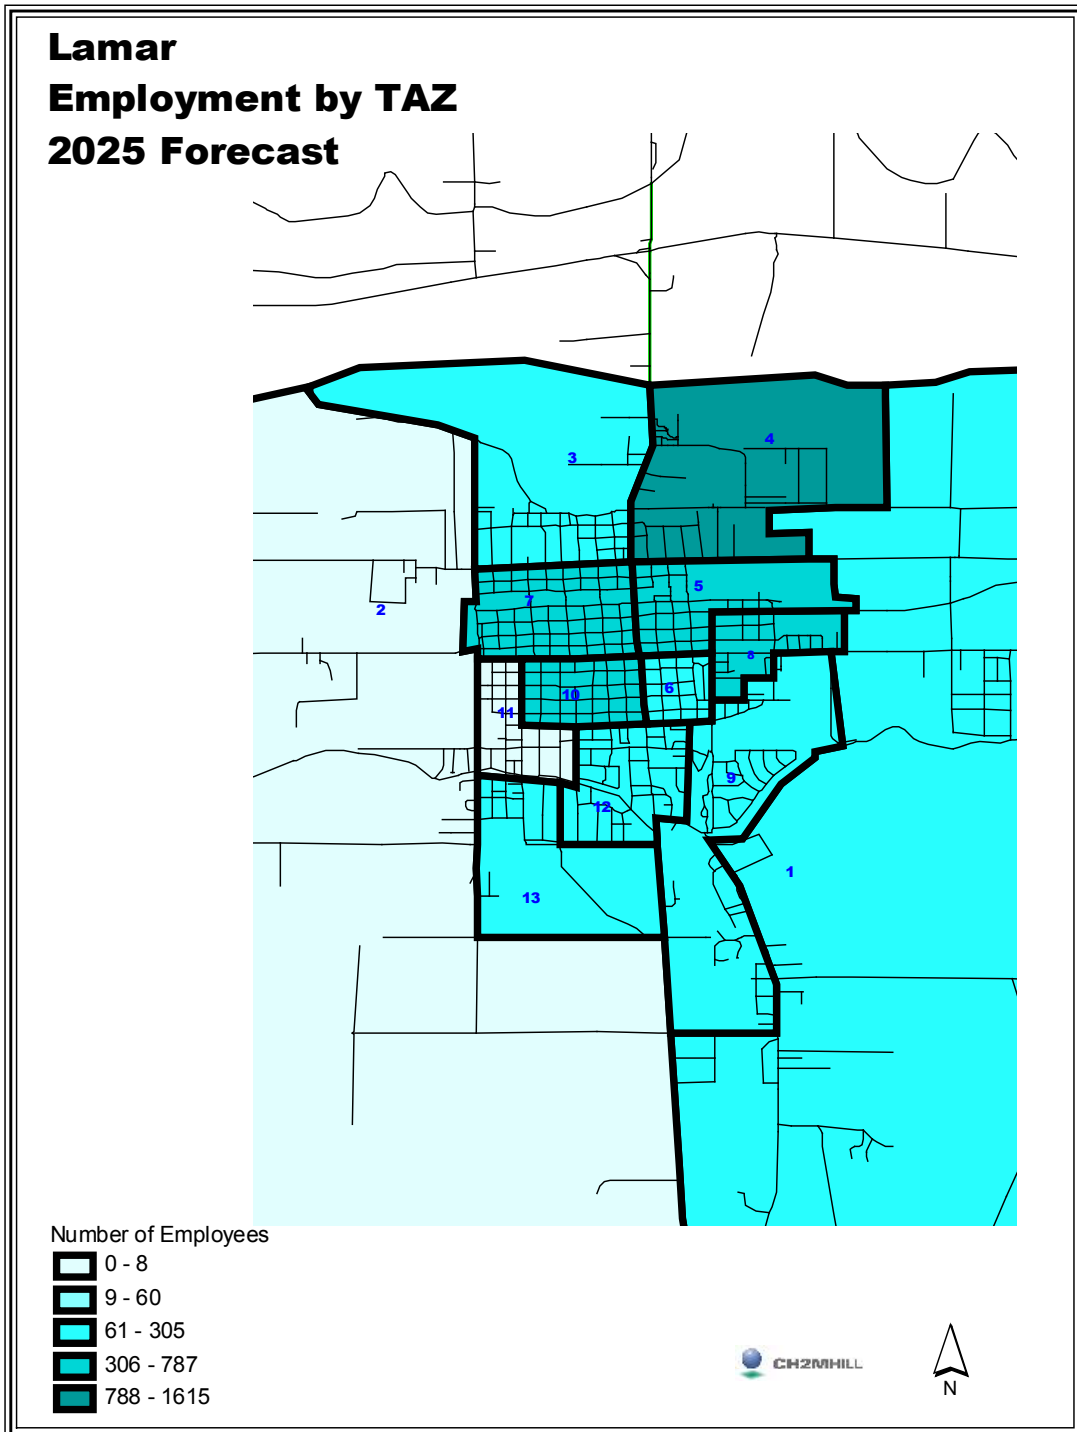 Lamar
Employment by TAZ
2025 Forecast
4
3
5
7
2
8
6
10
11
9
12
1
13
Number of Employees
0 - 8
9 - 60
61 - 305
306 - 787
788 - 1615
CH2MHILL
N